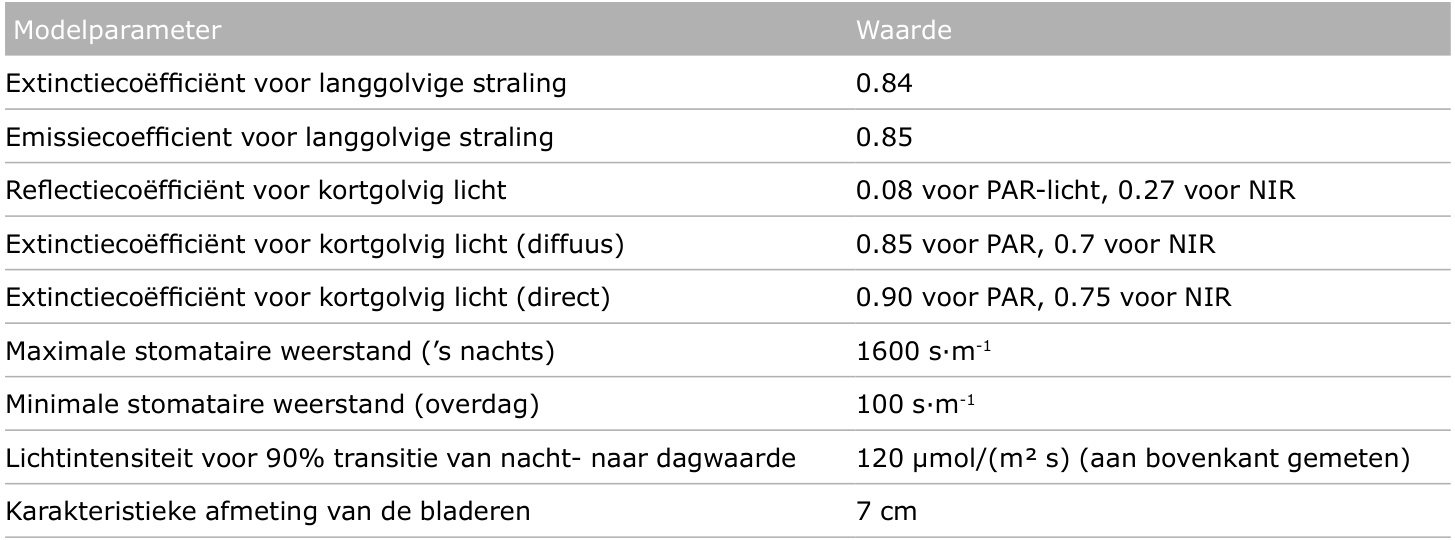 Modelparameter Waarde
Extinctiecoëfficiënt voor langgolvige straling 0.84
Emissiecoefficient voor langgolvige straling 0.85
Reflectiecoëfficiënt voor kortgolvig licht 0.08 voor PAR-licht, 0.27 voor NIR
Extinctiecoëfficiënt voor kortgolvig licht (diffuus) 0.85 voor PAR, 0.7 voor NIR
Extinctiecoëfficiënt voor kortgolvig licht (direct) 0.90 voor PAR, 0.75 voor NIR
Maximale stomataire weerstand (’s nachts) 1600 s·m⁻¹
Minimale stomataire weerstand (overdag) 100 s·m⁻¹
Lichtintensiteit voor 90% transitie van nacht- naar dagwaarde 120 µmol/(m² s) (aan bovenkant gemeten)
Karakteristieke afmeting van de bladeren 7 cm